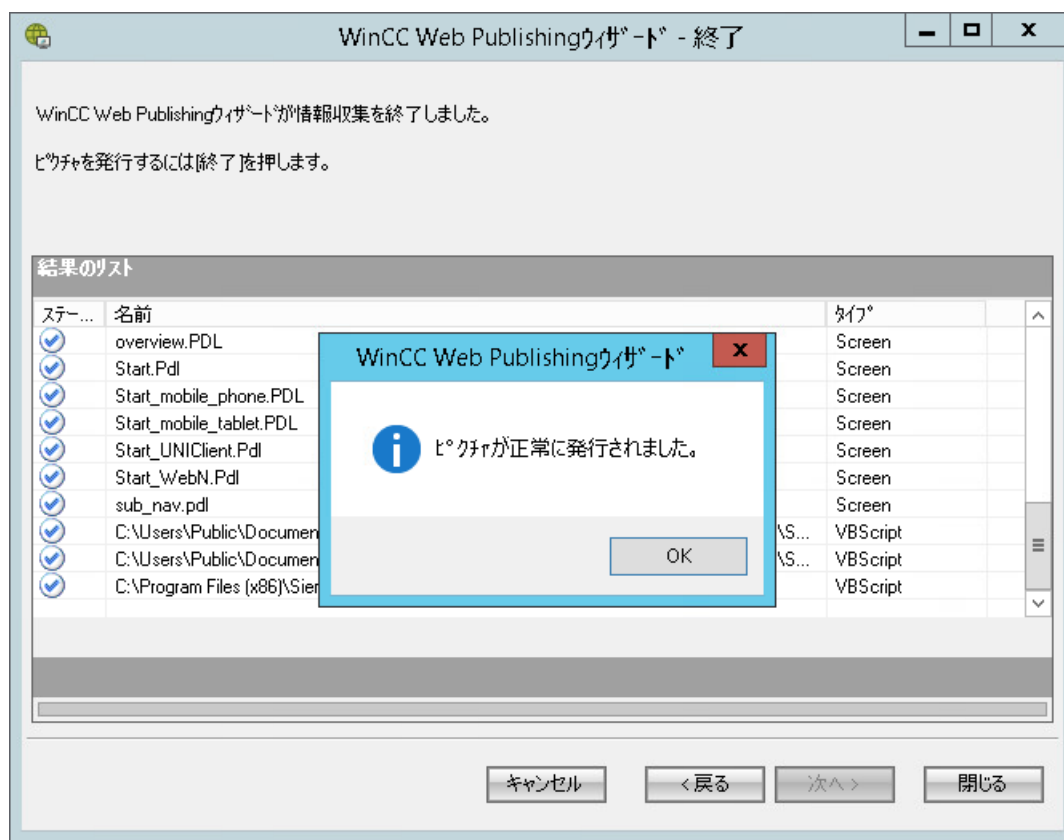 WinCC Web Publishingウィザード - 終了
WinCC Web Publishingウィザードが情報収集を終了しました。
ピクチャを発行するには[終了]を押します。
結果のリスト
ステー... 名前 タイプ
overview.PDL Screen
Start.Pdl Screen
Start_mobile_phone.PDL Screen
Start_mobile_tablet.PDL Screen
Start_UNIClient.Pdl Screen
Start_WebN.Pdl Screen
sub_nav.pdl Screen
C:\Users\Public\Documen \S... VBScript
C:\Users\Public\Documen \S... VBScript
C:\Program Files (x86)\Sie VBScript
WinCC Web Publishingウィザード
ピクチャが正常に発行されました。
OK
キャンセル
< 戻る
次へ >
閉じる